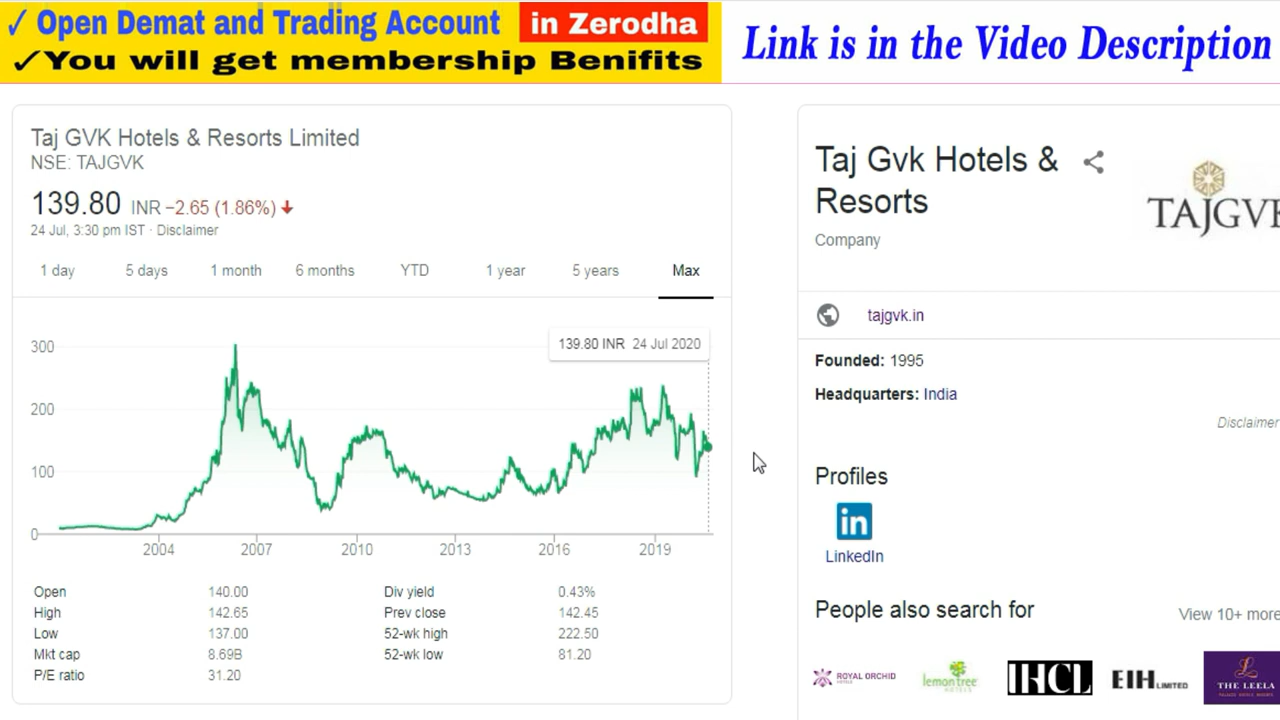 ✓ Open Demat and Trading Account in Zerodha
✓You will get membership Benifits
Link is in the Video Description
Taj GVK Hotels & Resorts Limited
NSE: TAJGVK
139.80 INR −2.65 (1.86%)
24 Jul, 3:30 pm IST · Disclaimer
1 day 5 days 1 month 6 months YTD 1 year 5 years Max
139.80 INR 24 Jul 2020
300
200
100
0
2004 2007 2010 2013 2016 2019
Open 140.00 Div yield 0.43%
High 142.65 Prev close 142.45
Low 137.00 52-wk high 222.50
Mkt cap 8.69B 52-wk low 81.20
P/E ratio 31.20
Taj Gvk Hotels &
Resorts
Company
TAJGVK
tajgvk.in
Founded: 1995
Headquarters: India
Disclaimer
Profiles
in
LinkedIn
People also search for View 10+ more
ROYAL ORCHID
HOTELS
lemon tree
HOTELS
IHCL
EIH LIMITED
L
THE LEELA